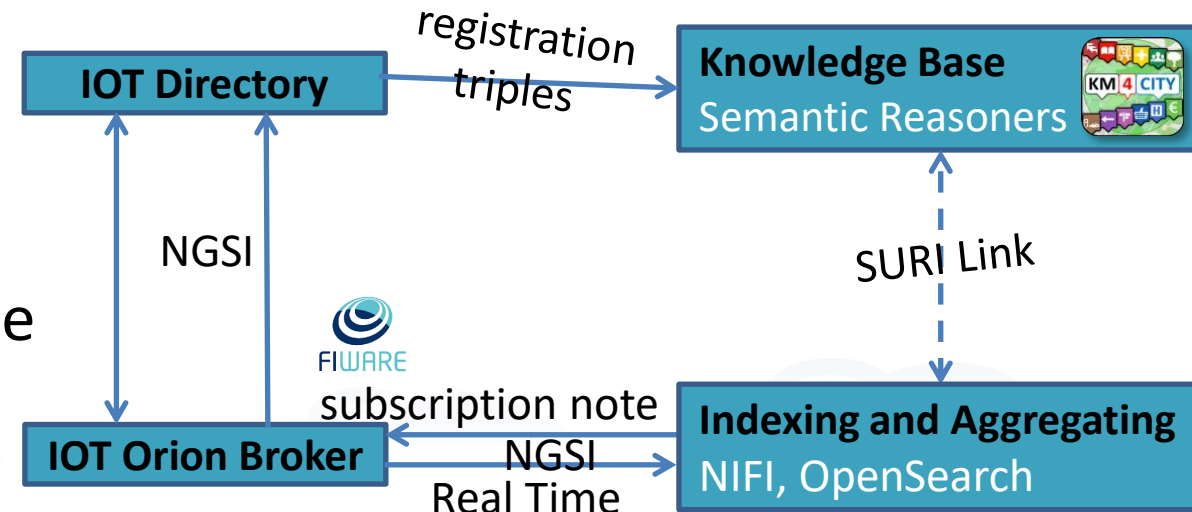 registration
triples
IOT Directory
Knowledge Base
Semantic Reasoners
KM 4 CITY
NGSI
SURI Link
e
FIWARE
subscription note
IOT Orion Broker
NGSI
Real Time
Indexing and Aggregating
NIFI, OpenSearch